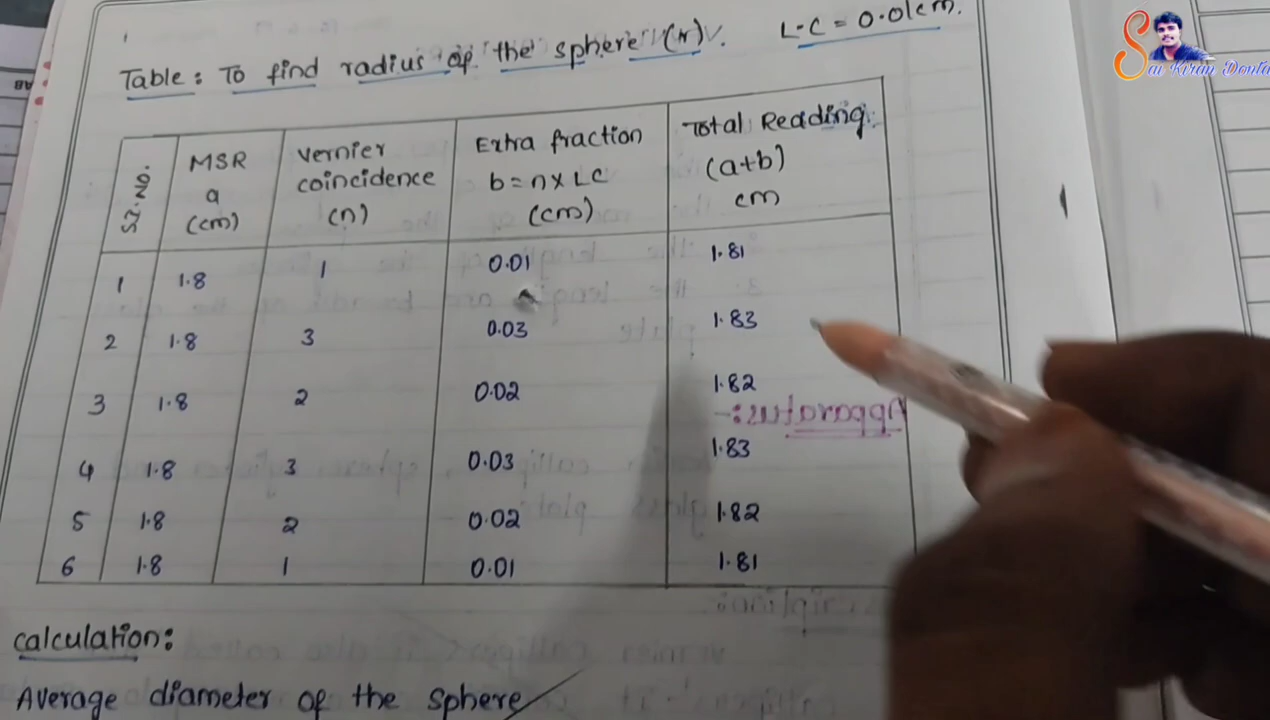 L.C = 0.01cm.
Table: To find radius of the sphere (r).
Sl.No. MSR a (cm) Vernier coincidence (n) Extra fraction b = n x LC (cm) Total Reading (a+b) cm
1 1.8 1 0.01 1.81
2 1.8 3 0.03 1.83
3 1.8 2 0.02 1.82
4 1.8 3 0.03 1.83
5 1.8 2 0.02 1.82
6 1.8 1 0.01 1.81
Apparatus:-
calculation:
Average diameter of the sphere
Sai Kiran Donta